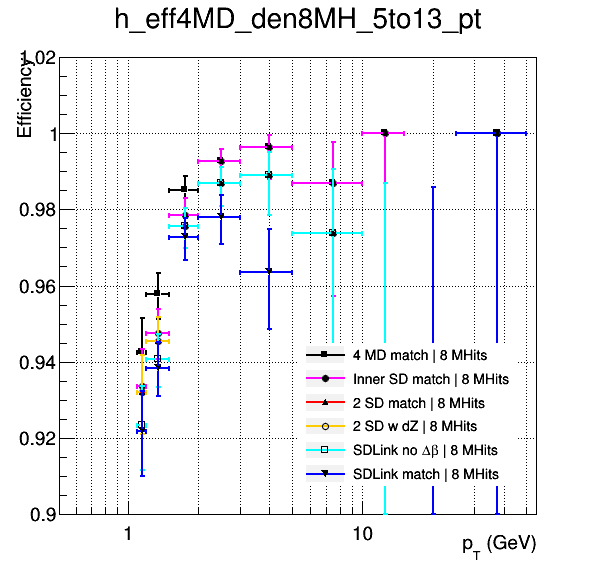 h_eff4MD_den8MH_5to13_pt
Efficiency
1.02
1
0.98
0.96
0.94
0.92
0.9
4 MD match | 8 MHits
Inner SD match | 8 MHits
2 SD match | 8 MHits
2 SD w dZ | 8 MHits
SDLink no Δβ | 8 MHits
SDLink match | 8 MHits
1
10
p_T (GeV)